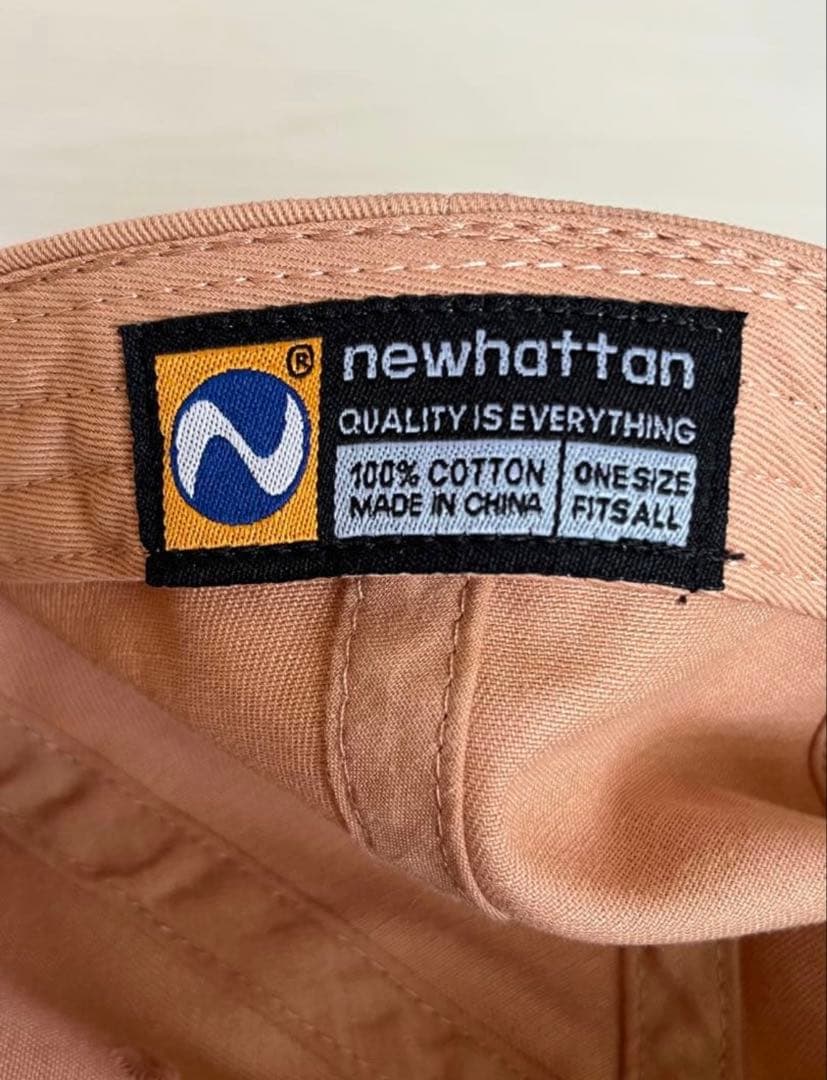 ®
newhattan
QUALITY IS EVERYTHING
100% COTTON
MADE IN CHINA
ONE SIZE
FITS ALL